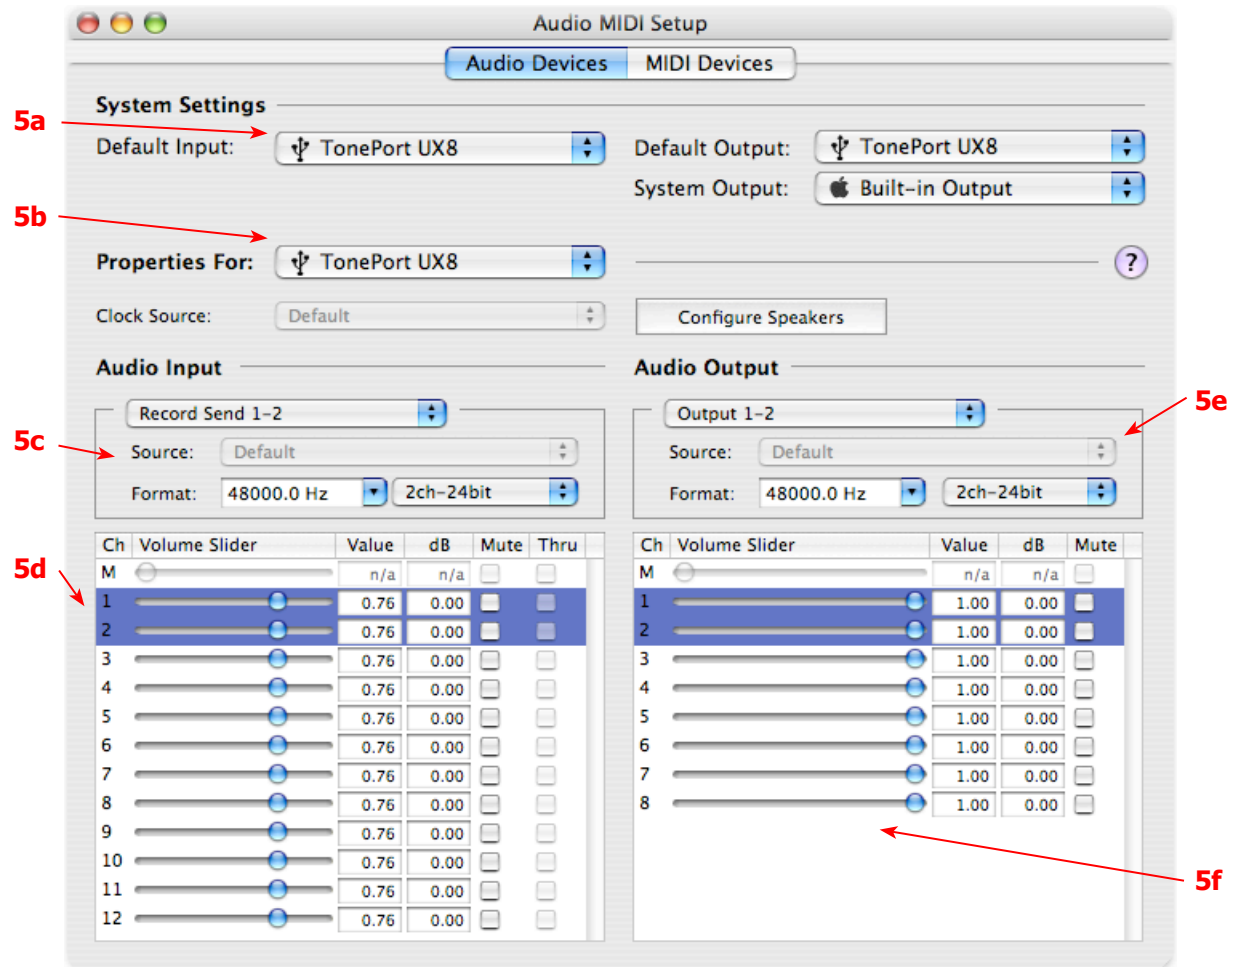 Audio MIDI Setup
Audio Devices MIDI Devices
System Settings
5a
Default Input: TonePort UX8 Default Output: TonePort UX8
System Output: Built-in Output
5b
Properties For: TonePort UX8 ?
Clock Source: Default Configure Speakers
Audio Input Audio Output
Record Send 1-2 Output 1-2 5e
5c Source: Default Source: Default
Format: 48000.0 Hz 2ch-24bit Format: 48000.0 Hz 2ch-24bit
Ch Volume Slider Value dB Mute Thru Ch Volume Slider Value dB Mute
5d M n/a n/a M n/a n/a
1 0.76 0.00 1 1.00 0.00
2 0.76 0.00 2 1.00 0.00
3 0.76 0.00 3 1.00 0.00
4 0.76 0.00 4 1.00 0.00
5 0.76 0.00 5 1.00 0.00
6 0.76 0.00 6 1.00 0.00
7 0.76 0.00 7 1.00 0.00
8 0.76 0.00 8 1.00 0.00
9 0.76 0.00
10 0.76 0.00
11 0.76 0.00 5f
12 0.76 0.00